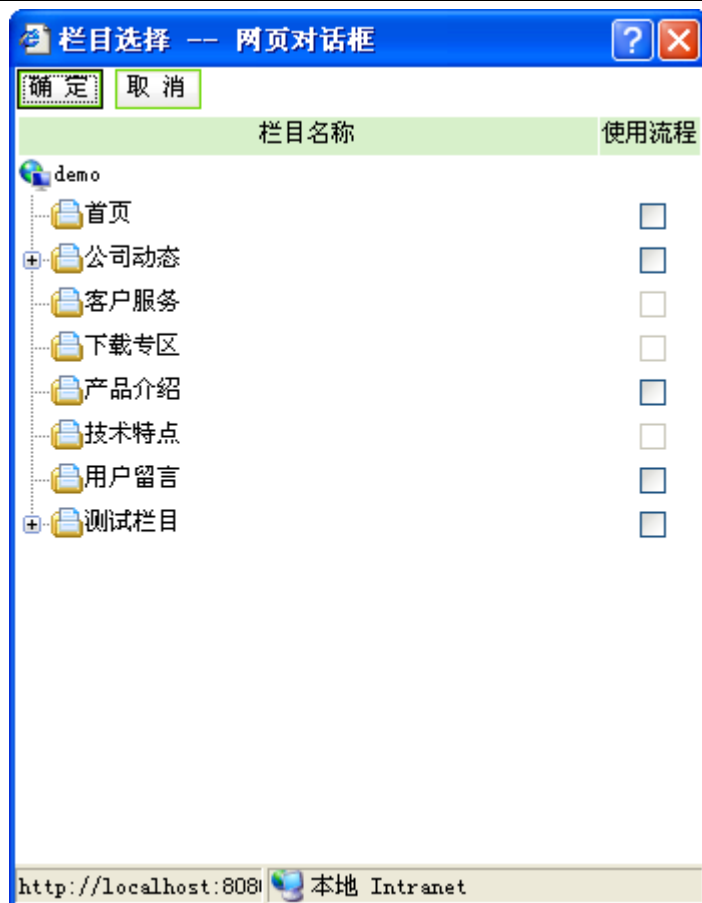 栏目选择 -- 网页对话框
确 定 取 消
栏目名称 使用流程
demo
首页
公司动态
客户服务
下载专区
产品介绍
技术特点
用户留言
测试栏目
http://localhost:808 本地 Intranet